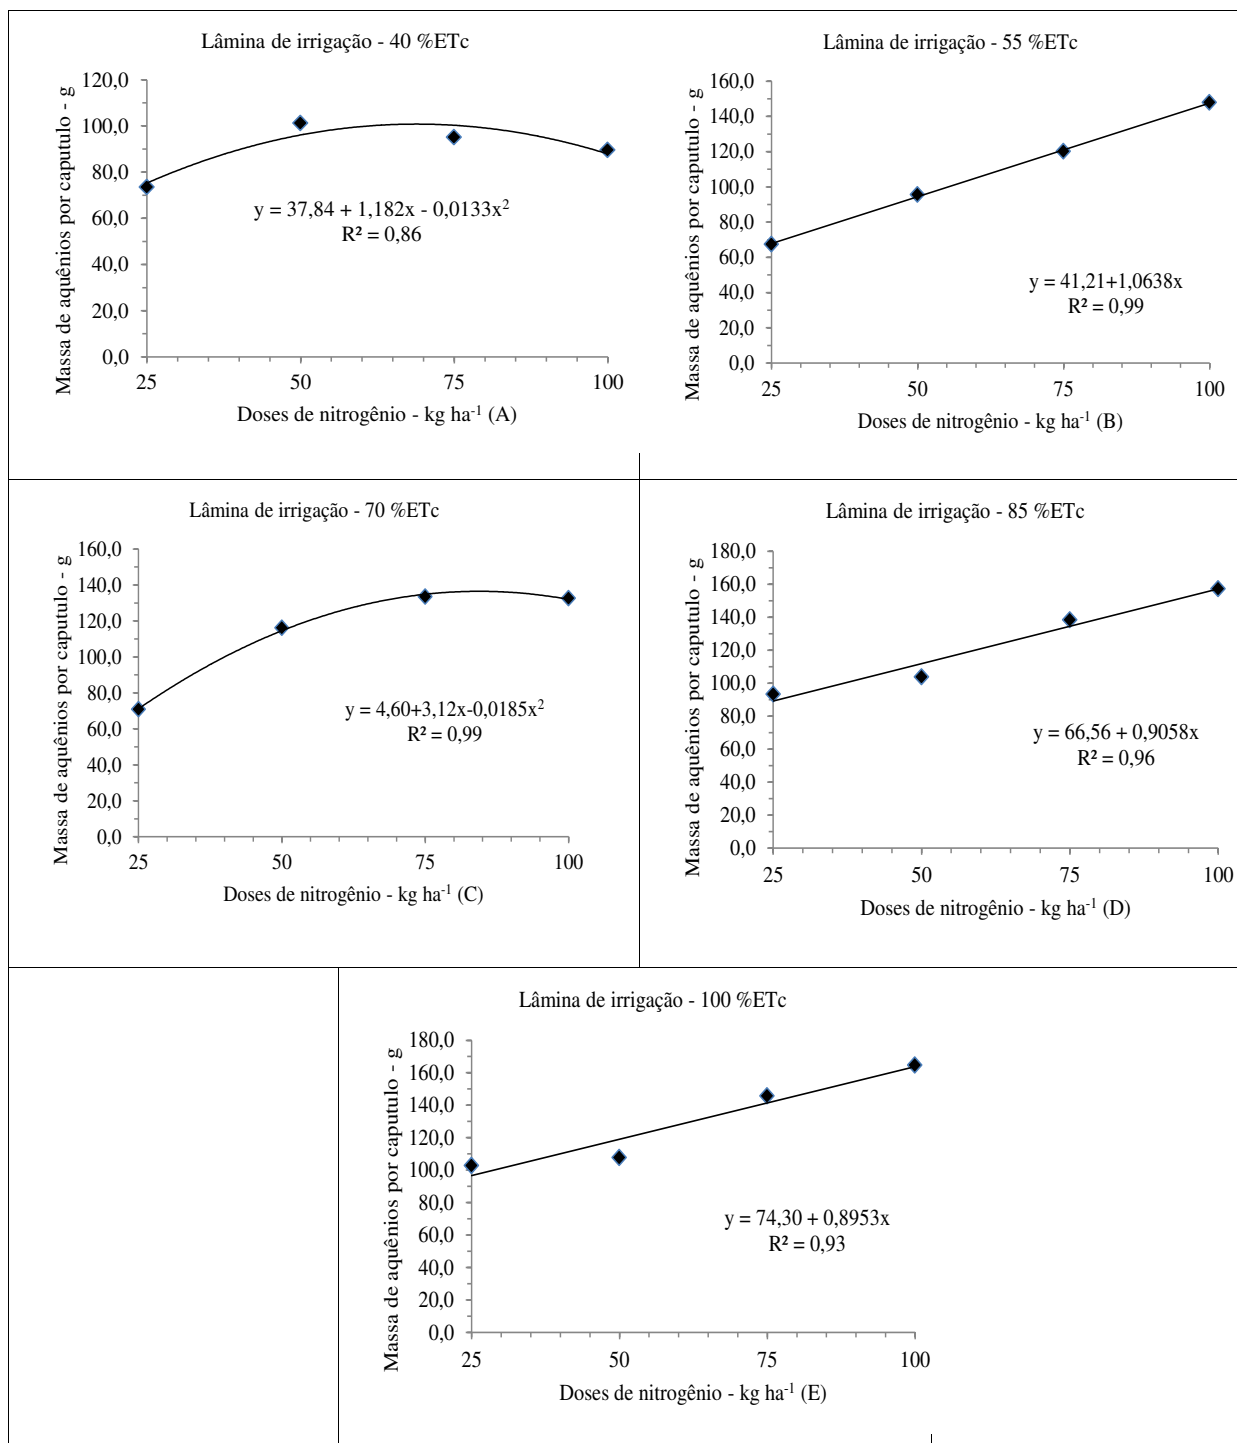 Lâmina de irrigação - 40 %ETc
Massa de aquênios por caputulo - g
120,0
100,0
80,0
60,0
40,0
20,0
0,0
y = 37,84 + 1,182x - 0,0133x²
R² = 0,86
25 50 75 100
Doses de nitrogênio - kg ha⁻¹ (A)
Lâmina de irrigação - 55 %ETc
Massa de aquênios por caputulo - g
160,0
140,0
120,0
100,0
80,0
60,0
40,0
20,0
0,0
y = 41,21+1,0638x
R² = 0,99
25 50 75 100
Doses de nitrogênio - kg ha⁻¹ (B)
Lâmina de irrigação - 70 %ETc
Massa de aquênios por caputulo - g
160,0
140,0
120,0
100,0
80,0
60,0
40,0
20,0
0,0
y = 4,60+3,12x-0,0185x²
R² = 0,99
25 50 75 100
Doses de nitrogênio - kg ha⁻¹ (C)
Lâmina de irrigação - 85 %ETc
Massa de aquênios por caputulo - g
180,0
160,0
140,0
120,0
100,0
80,0
60,0
40,0
20,0
0,0
y = 66,56 + 0,9058x
R² = 0,96
25 50 75 100
Doses de nitrogênio - kg ha⁻¹ (D)
Lâmina de irrigação - 100 %ETc
Massa de aquênios por caputulo - g
180,0
160,0
140,0
120,0
100,0
80,0
60,0
40,0
20,0
0,0
y = 74,30 + 0,8953x
R² = 0,93
25 50 75 100
Doses de nitrogênio - kg ha⁻¹ (E)